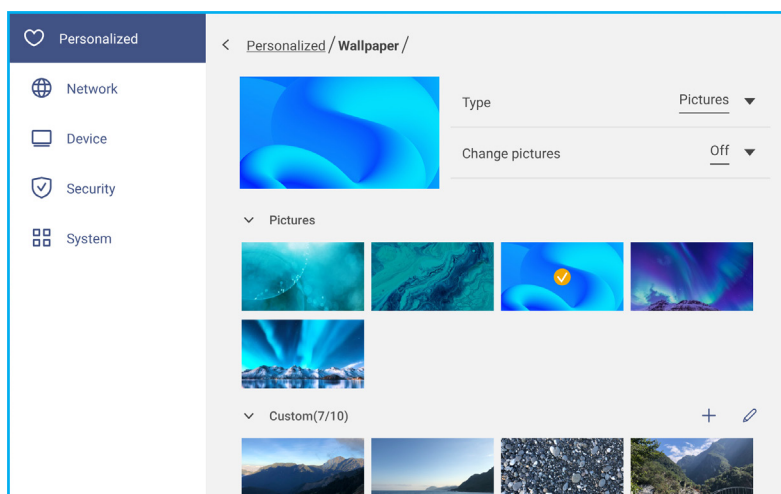 Personalized
Network
Device
Security
System
Personalized / Wallpaper /
Type Pictures
Change pictures Off
Pictures
Custom(7/10)